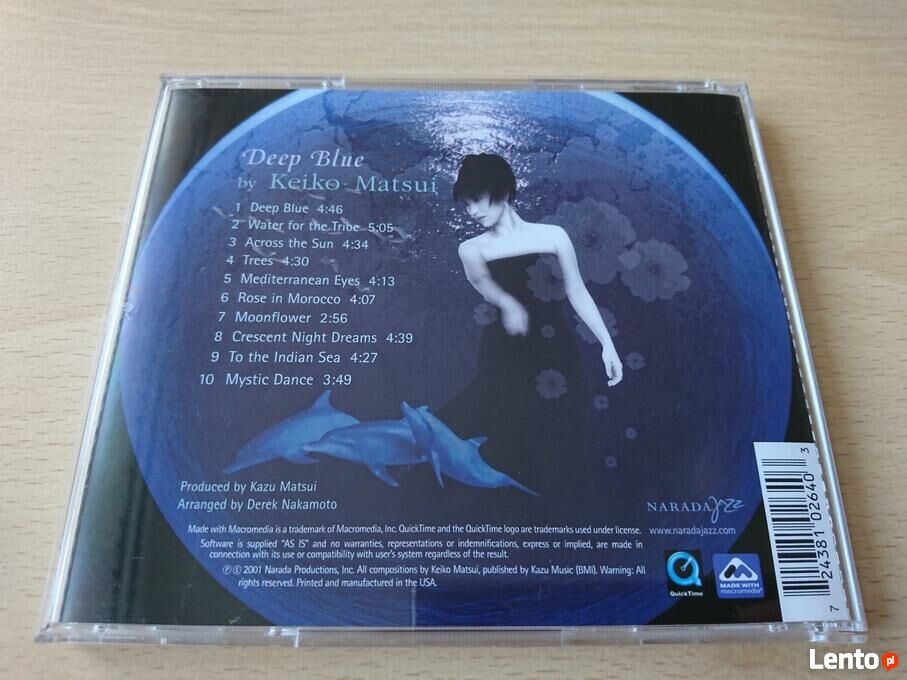 Deep Blue
by Keiko Matsui
1 Deep Blue 4:46
2 Water for the Tribe 5:05
3 Across the Sun 4:34
4 Trees 4:30
5 Mediterranean Eyes 4:13
6 Rose in Morocco 4:07
7 Moonflower 2:56
8 Crescent Night Dreams 4:39
9 To the Indian Sea 4:27
10 Mystic Dance 3:49
Produced by Kazu Matsui
Arranged by Derek Nakamoto
NARADA Jazz
www.naradajazz.com
Made with Macromedia is a trademark of Macromedia, Inc. QuickTime and the QuickTime logo are trademarks used under license.
Software is supplied "AS IS" and no warranties, representations or indemnifications, express or implied, are made in
connection with its use or compatibility with user's system regardless of the result.
℗ © 2001 Narada Productions, Inc. All compositions by Keiko Matsui, published by Kazu Music (BMI). Warning: All
rights reserved. Printed and manufactured in the USA.
QuickTime™
MADE WITH
macromedia®
7 24381 02640 3
Lento pl